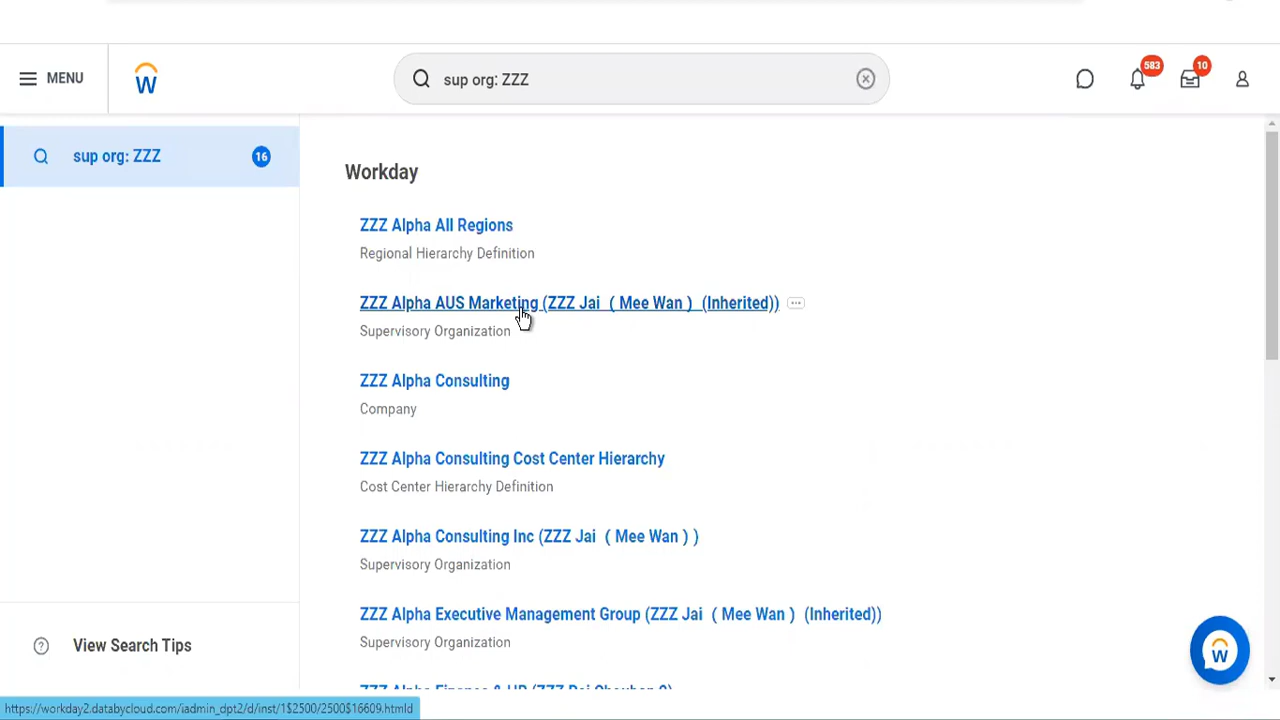 MENU
sup org: ZZZ
583
10
sup org: ZZZ
16
Workday
ZZZ Alpha All Regions
Regional Hierarchy Definition
ZZZ Alpha AUS Marketing (ZZZ Jai ( Mee Wan ) (Inherited))
Supervisory Organization
ZZZ Alpha Consulting
Company
ZZZ Alpha Consulting Cost Center Hierarchy
Cost Center Hierarchy Definition
ZZZ Alpha Consulting Inc (ZZZ Jai ( Mee Wan ) )
Supervisory Organization
ZZZ Alpha Executive Management Group (ZZZ Jai ( Mee Wan ) (Inherited))
Supervisory Organization
View Search Tips
https://workday2.databycloud.com/iadmin_dpt2/d/inst/1$2500/2500$16609.htmld